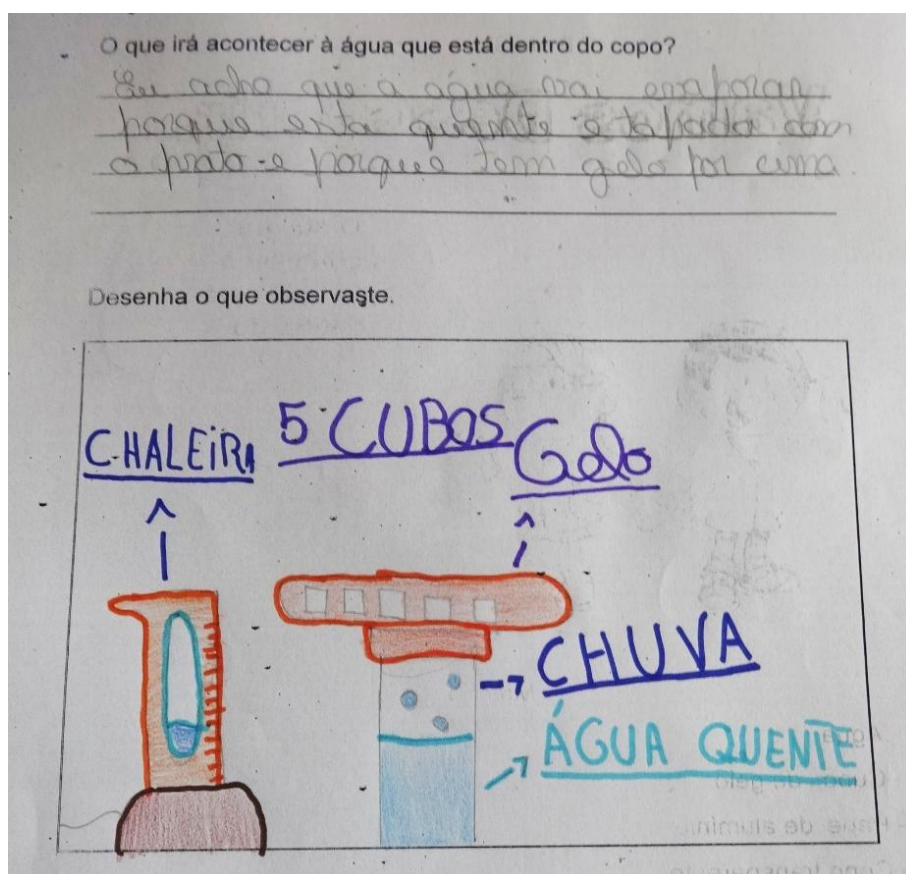 O que irá acontecer à água que está dentro do copo?
Eu acho que a água vai evaporar
porque esta quente e tapada com
o prato e porque tem gelo por cima
Desenha o que observaste.
CHALEIRA
5 CUBOS
Gelo
CHUVA
ÁGUA QUENTE